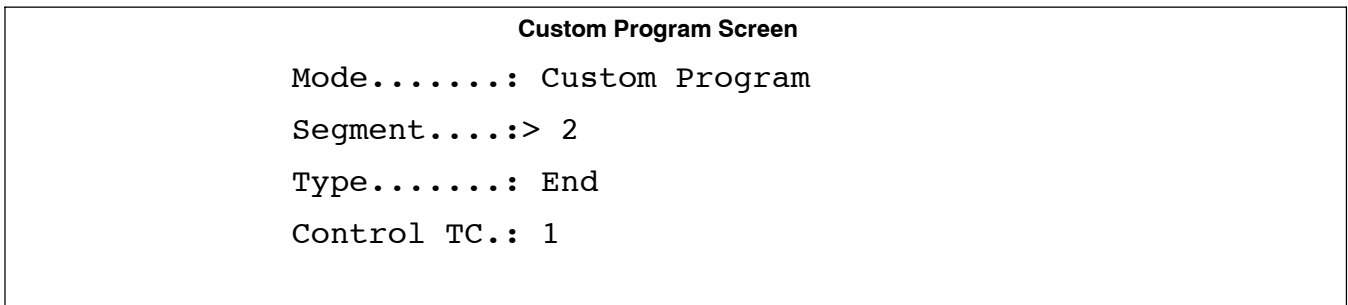 Custom Program Screen
Mode.......: Custom Program
Segment....:> 2
Type.......: End
Control TC.: 1